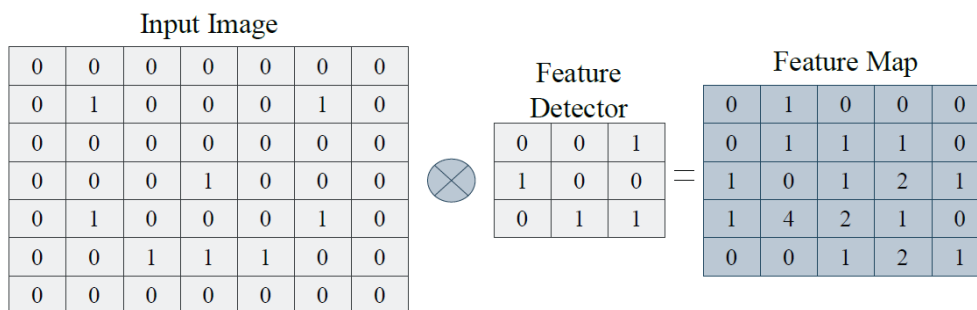 Input Image
0 0 0 0 0 0 0
0 1 0 0 0 1 0
0 0 0 0 0 0 0
0 0 0 1 0 0 0
0 1 0 0 0 1 0
0 0 1 1 1 0 0
0 0 0 0 0 0 0
Feature
Detector
0 0 1
1 0 0
0 1 1
=
Feature Map
0 1 0 0 0
0 1 1 1 0
1 0 1 2 1
1 4 2 1 0
0 0 1 2 1